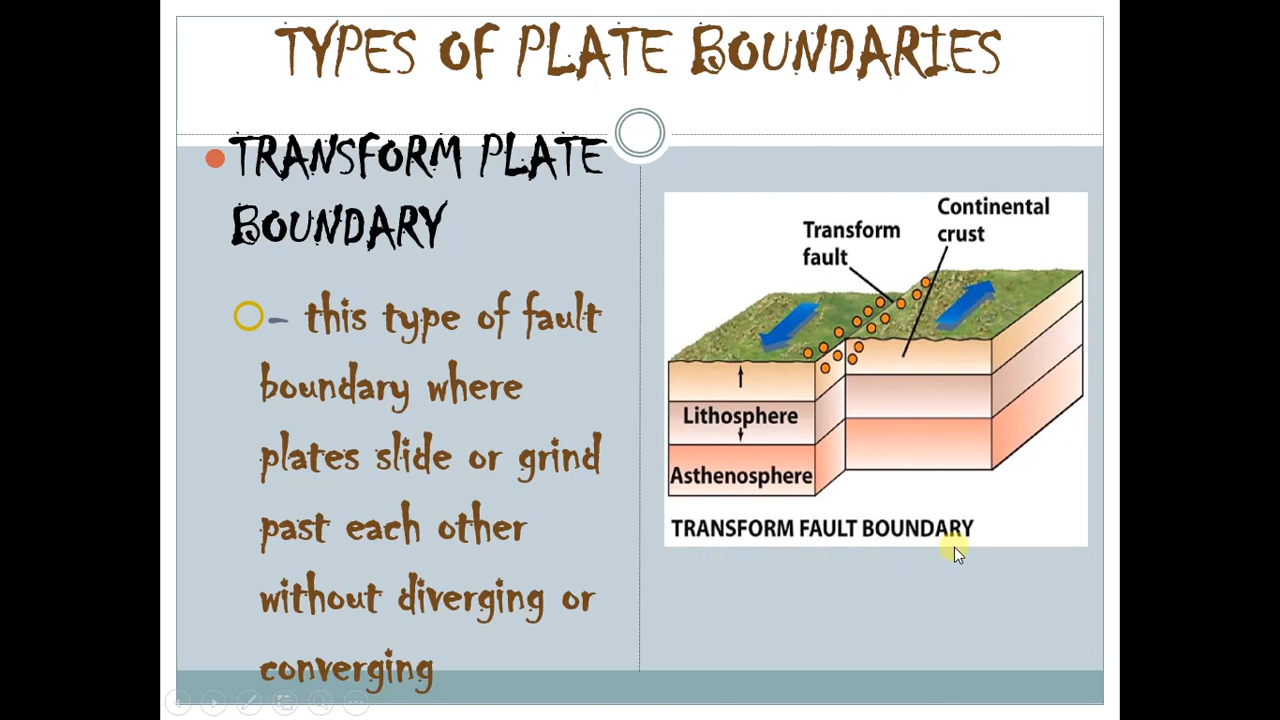 TYPES OF PLATE BOUNDARIES
TRANSFORM PLATE
BOUNDARY
– this type of fault
boundary where
plates slide or grind
past each other
without diverging or
converging
Continental
crust
Transform
fault
Lithosphere
Asthenosphere
TRANSFORM FAULT BOUNDARY